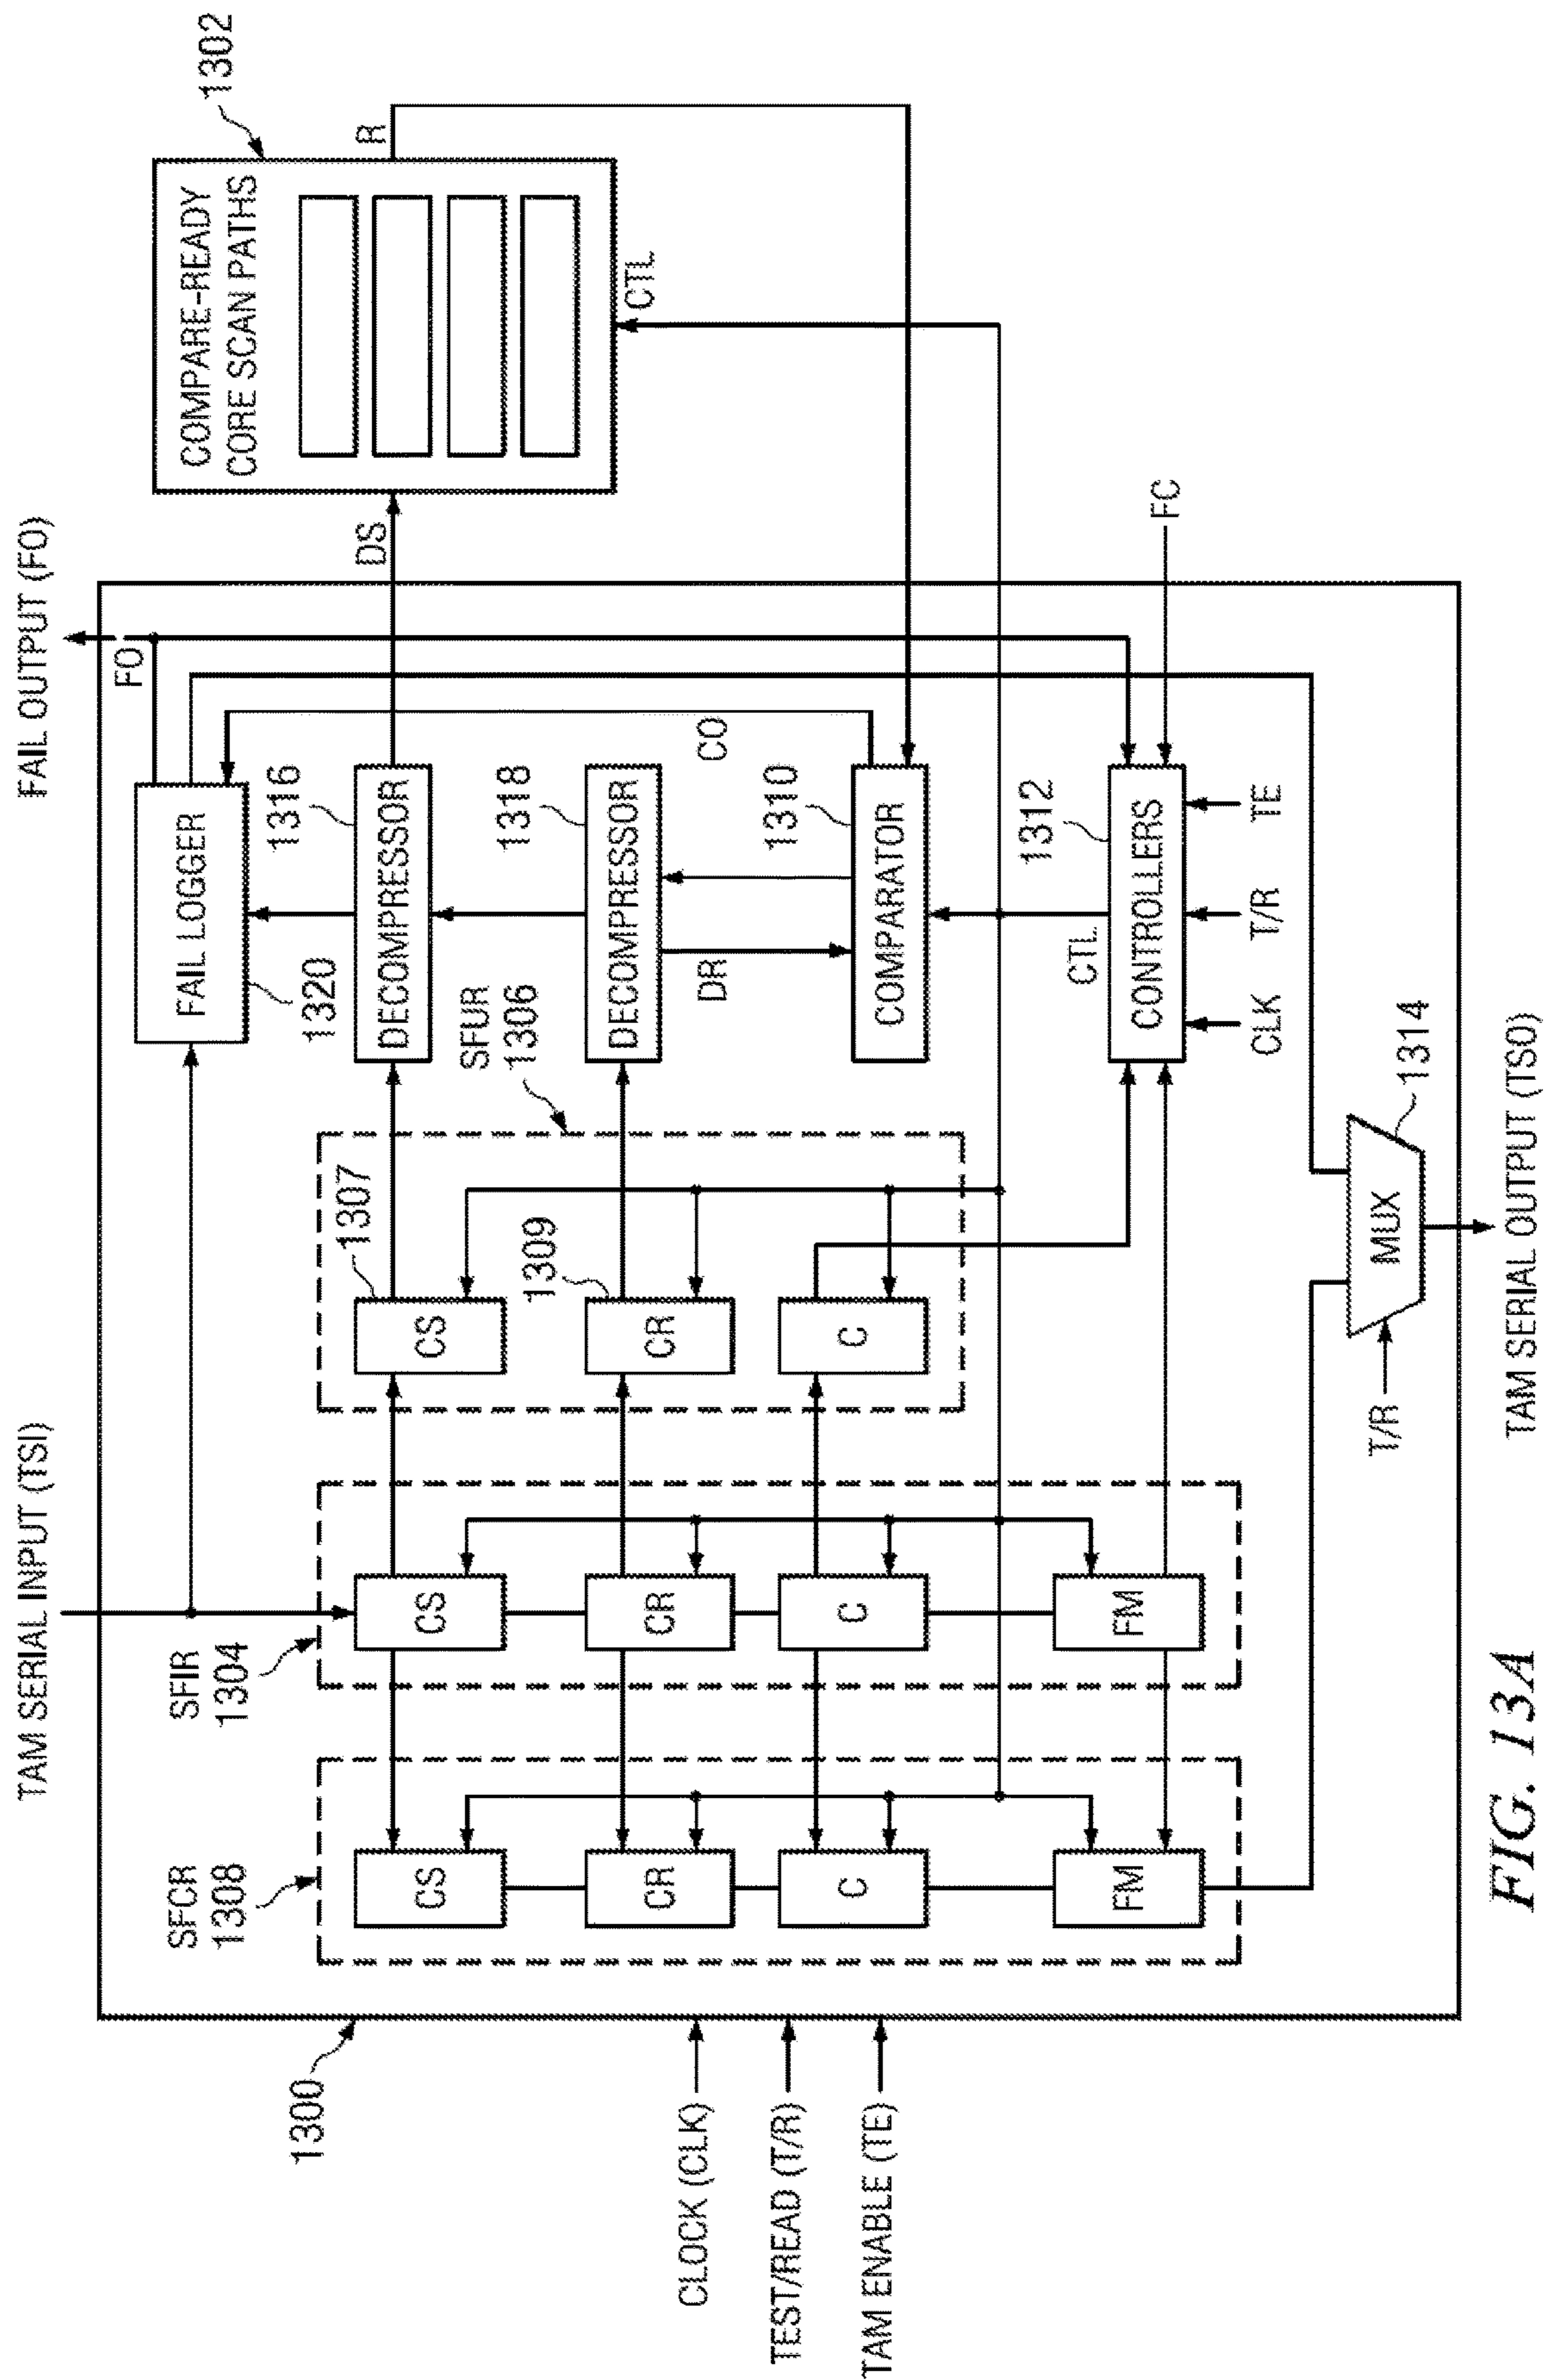 TAM SERIAL INPUT (TSI)
FAIL OUTPUT (FO)
1300
CLOCK (CLK)
TEST/READ (T/R)
TAM ENABLE (TE)
SFCR
1308
CS
CR
C
FM
SFIR
1304
CS
CR
C
FM
SFUR
1306
CS
1307
CR
1309
C
FAIL LOGGER
1320
FO
DECOMPRESSOR
1316
DS
DECOMPRESSOR
1318
DR
CO
COMPARATOR
1310
CTL
CONTROLLERS
1312
CLK
T/R
TE
FC
COMPARE-READY
CORE SCAN PATHS
1302
R
CTL
T/R
MUX
1314
TAM SERIAL OUTPUT (TSO)
FIG. 13A